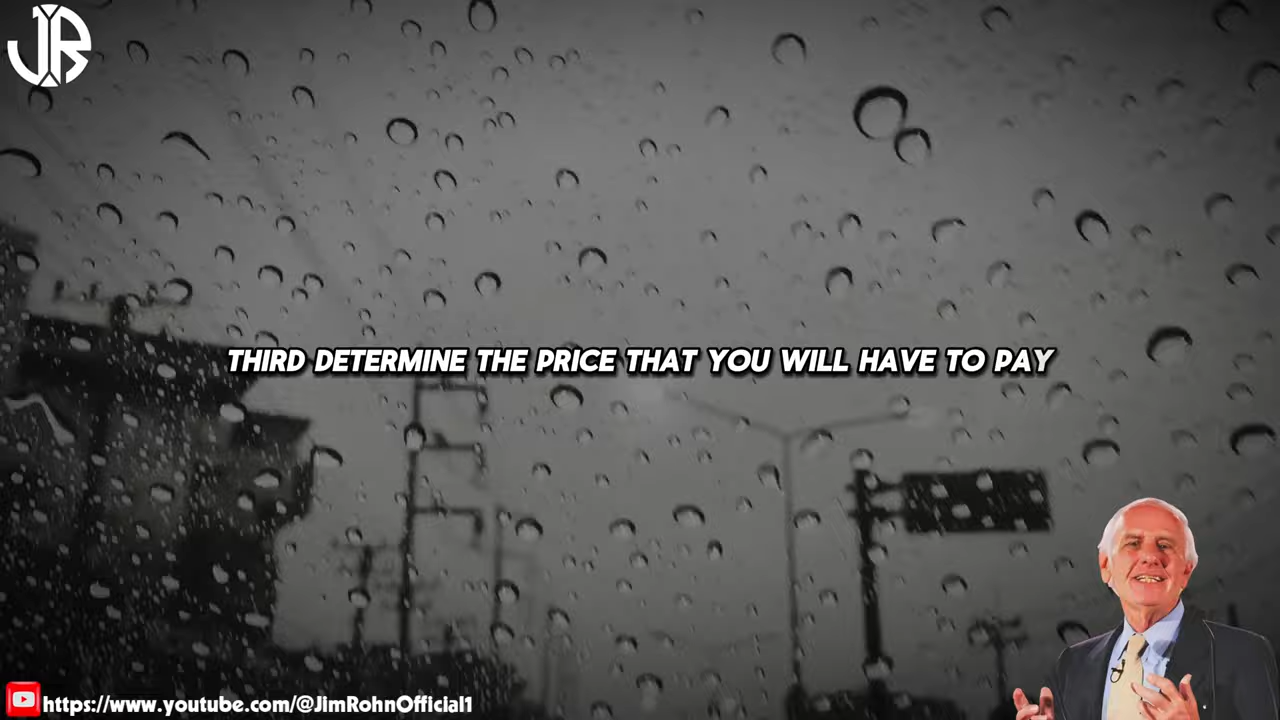 JR
THIRD DETERMINE THE PRICE THAT YOU WILL HAVE TO PAY
https://www.youtube.com/@JimRohnOfficial1